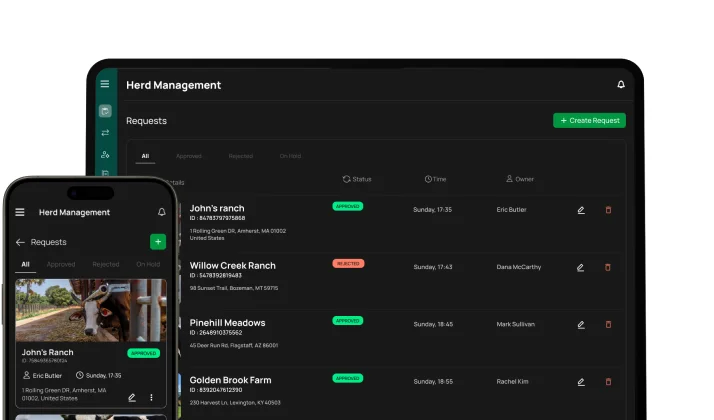 Herd Management
Requests
Create Request
All
Approved
Rejected
On Hold
Status
Time
Owner
John's ranch
ID : 84783797975868
1 Rolling Green DR, Amherst, MA 01002
United States
APPROVED
Sunday, 17:35
Eric Butler
Willow Creek Ranch
ID : 5478392819483
98 Sunset Trail, Bozeman, MT 59715
REJECTED
Sunday, 17:43
Dana McCarthy
Pinehill Meadows
ID : 2648910375562
45 Deer Run Rd, Flagstaff, AZ 86001
APPROVED
Sunday, 18:45
Mark Sullivan
Golden Brook Farm
ID : 8392047612390
230 Harvest Ln, Lexington, KY 40503
APPROVED
Sunday, 18:55
Rachel Kim
Herd Management
Requests
All
Approved
Rejected
On Hold
John's Ranch
APPROVED
Eric Butler
Sunday, 17:35
1 Rolling Green DR, Amherst, MA
01002, United States